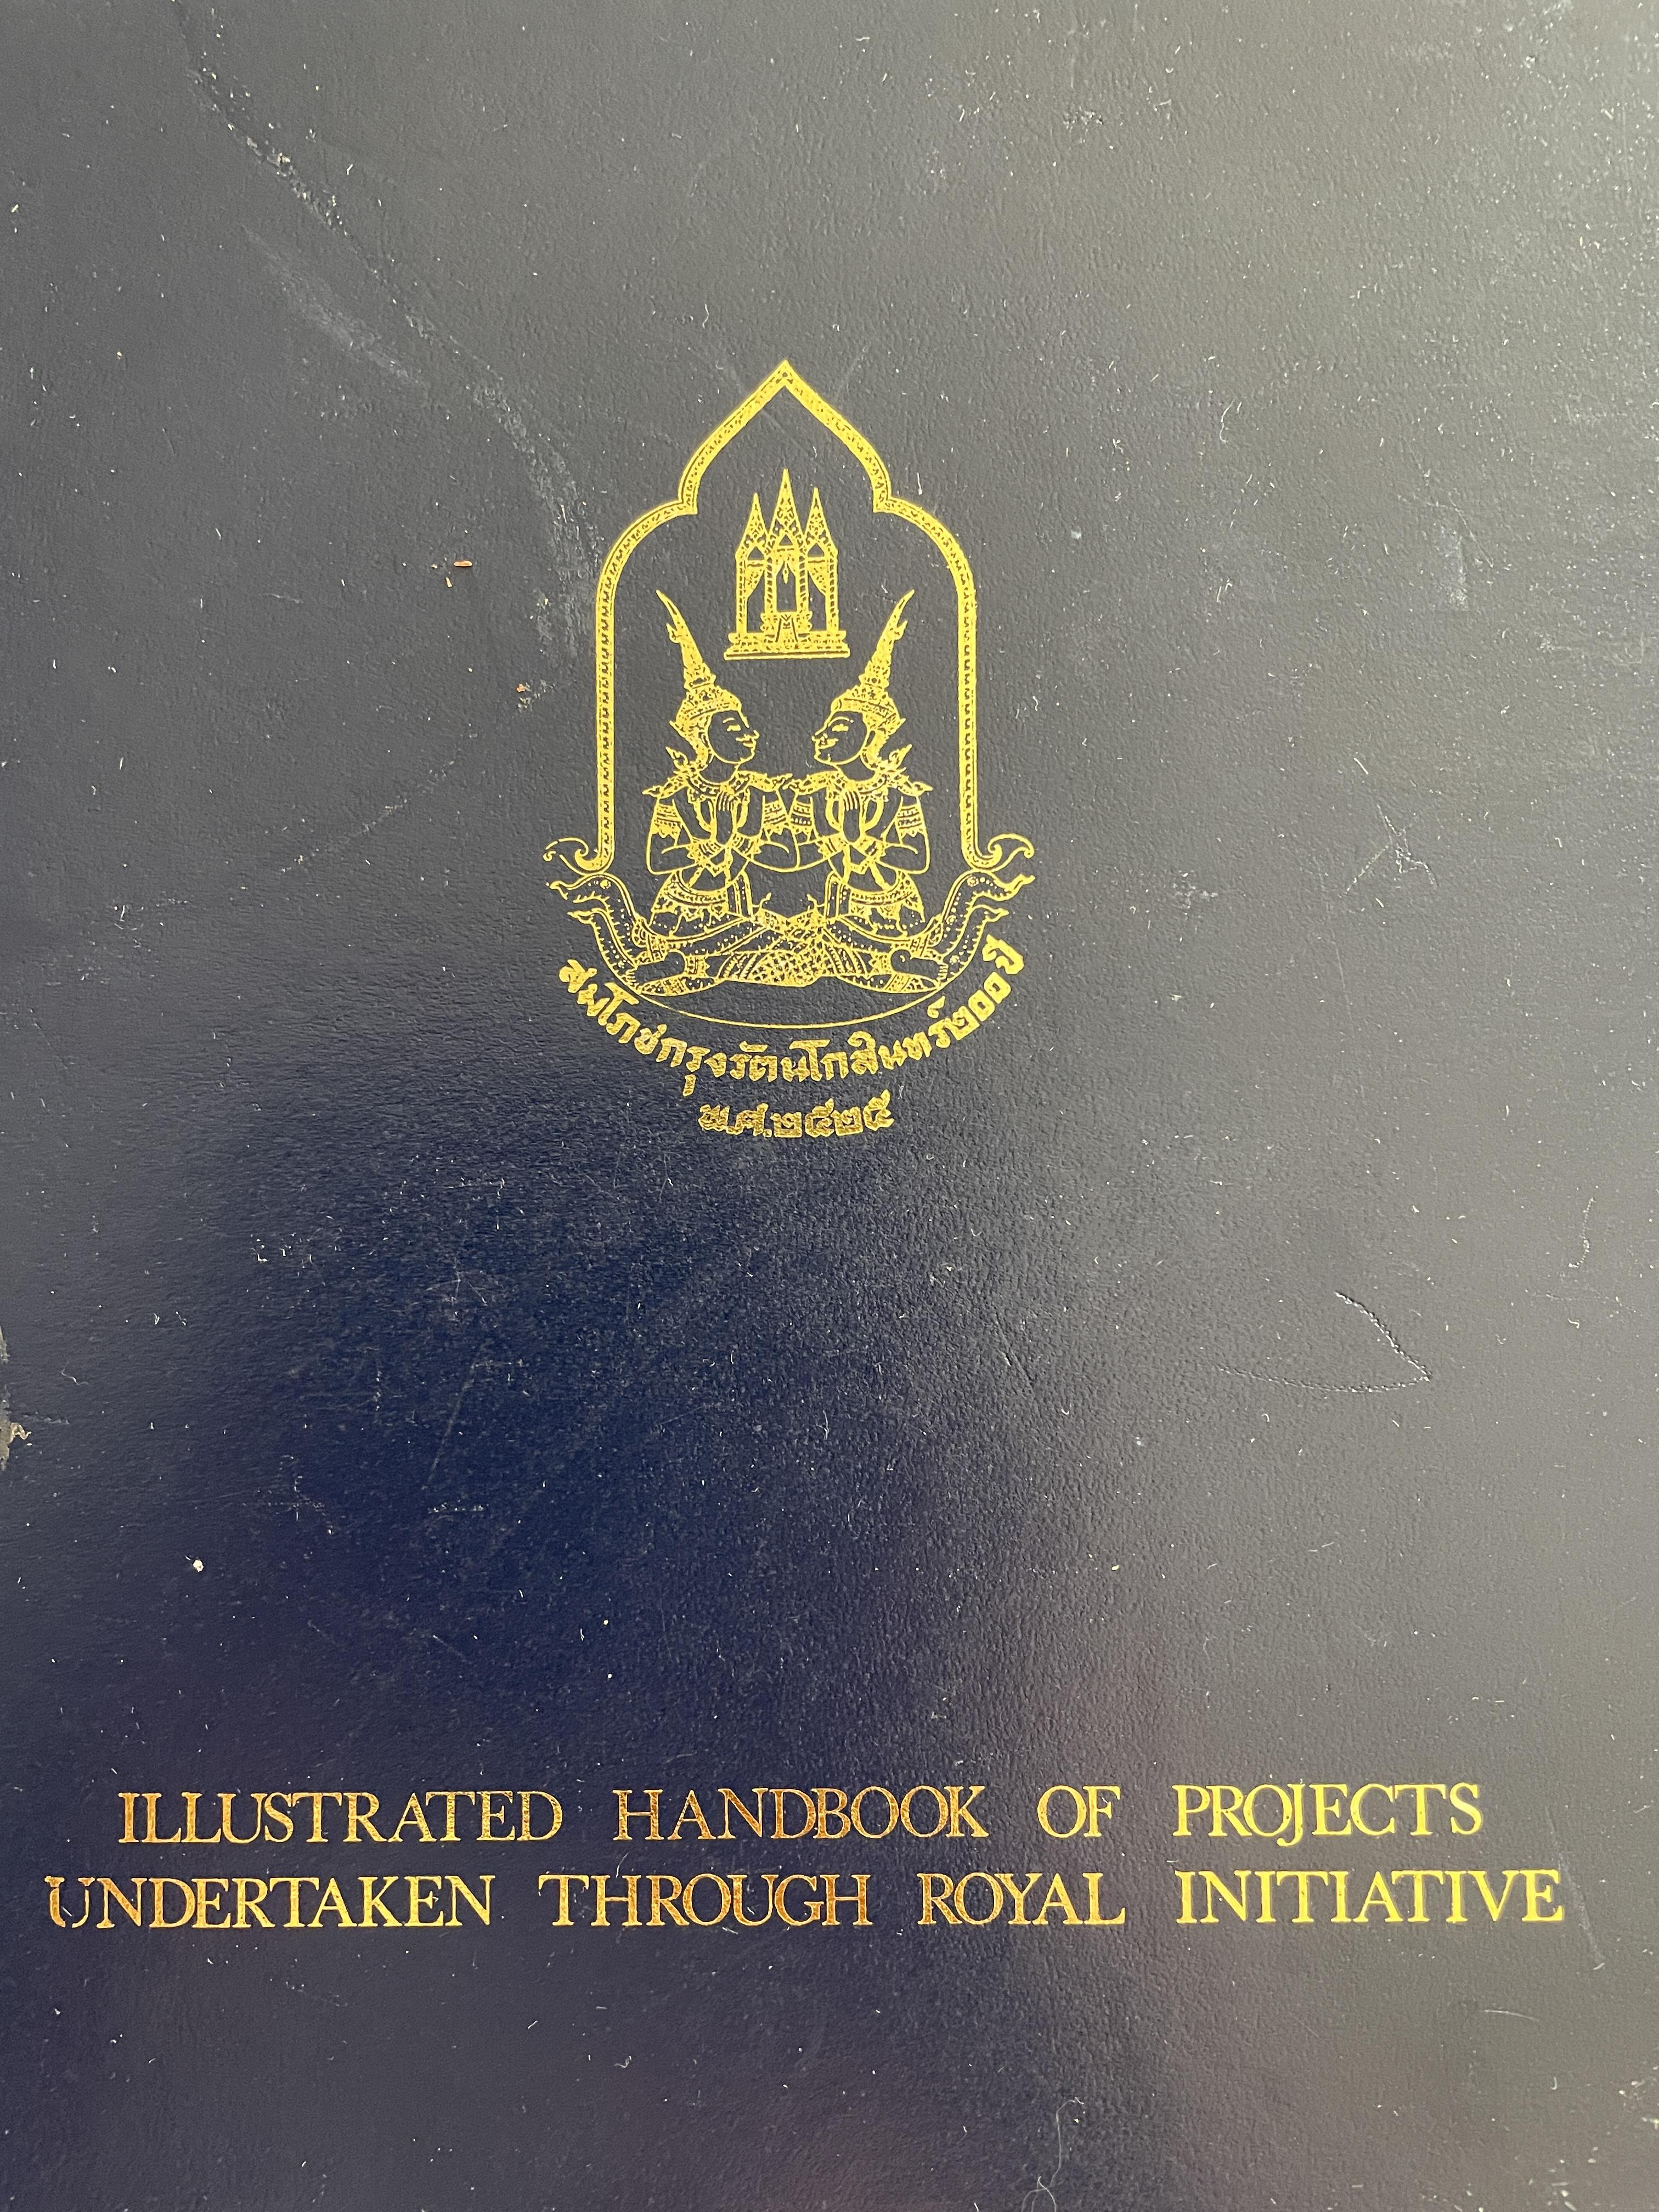 สมโภชกรุงรัตนโกสินทร์๒๐๐ปี
พ.ศ.๒๕๒๕
ILLUSTRATED HANDBOOK OF PROJECTS
UNDERTAKEN THROUGH ROYAL INITIATIVE